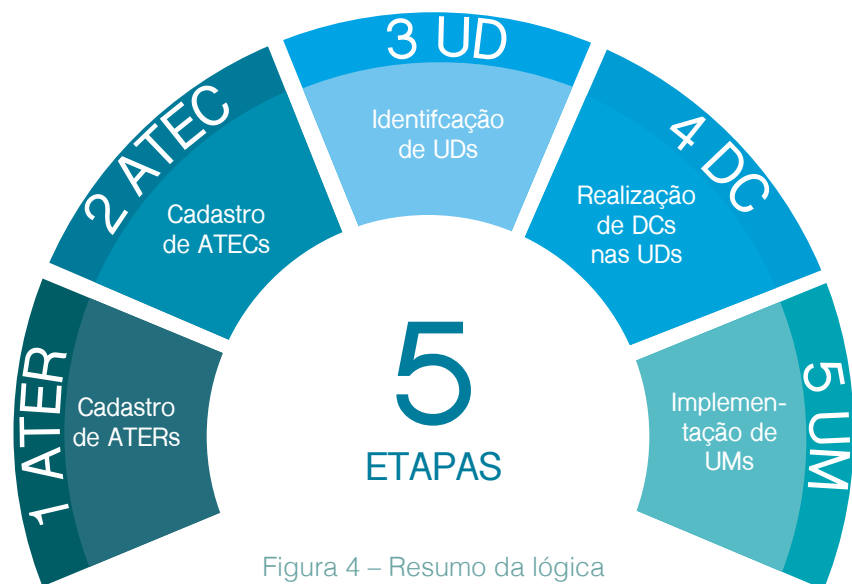 1 ATER
Cadastro
de ATERs
2 ATEC
Cadastro
de ATECs
3 UD
Identifcação
de UDs
4 DC
Realização
de DCs
nas UDs
5 UM
Implemen-
tação de
UMs
5
ETAPAS
Figura 4 – Resumo da lógica